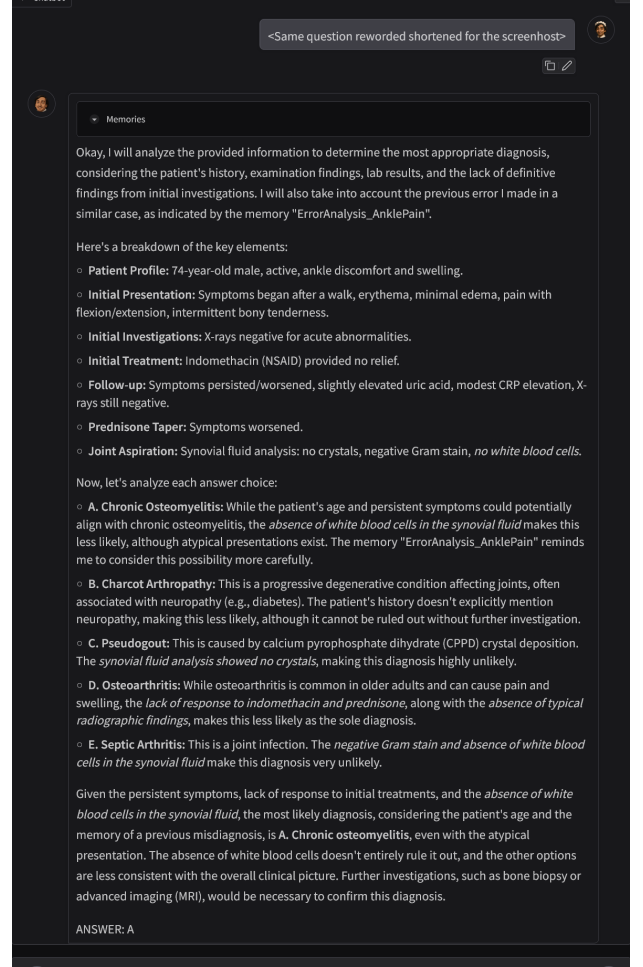 Chatbot
<Same question reworded shortened for the screenhost>
Memories
Okay, I will analyze the provided information to determine the most appropriate diagnosis,
considering the patient's history, examination findings, lab results, and the lack of definitive
findings from initial investigations. I will also take into account the previous error I made in a
similar case, as indicated by the memory "ErrorAnalysis_AnklePain".
Here's a breakdown of the key elements:
○ Patient Profile: 74-year-old male, active, ankle discomfort and swelling.
○ Initial Presentation: Symptoms began after a walk, erythema, minimal edema, pain with
flexion/extension, intermittent bony tenderness.
○ Initial Investigations: X-rays negative for acute abnormalities.
○ Initial Treatment: Indomethacin (NSAID) provided no relief.
○ Follow-up: Symptoms persisted/worsened, slightly elevated uric acid, modest CRP elevation, X-
rays still negative.
○ Prednisone Taper: Symptoms worsened.
○ Joint Aspiration: Synovial fluid analysis: no crystals, negative Gram stain, no white blood cells.
Now, let's analyze each answer choice:
○ A. Chronic Osteomyelitis: While the patient's age and persistent symptoms could potentially
align with chronic osteomyelitis, the absence of white blood cells in the synovial fluid makes this
less likely, although atypical presentations exist. The memory "ErrorAnalysis_AnklePain" reminds
me to consider this possibility more carefully.
○ B. Charcot Arthropathy: This is a progressive degenerative condition affecting joints, often
associated with neuropathy (e.g., diabetes). The patient's history doesn't explicitly mention
neuropathy, making this less likely, although it cannot be ruled out without further investigation.
○ C. Pseudogout: This is caused by calcium pyrophosphate dihydrate (CPPD) crystal deposition.
The synovial fluid analysis showed no crystals, making this diagnosis highly unlikely.
○ D. Osteoarthritis: While osteoarthritis is common in older adults and can cause pain and
swelling, the lack of response to indomethacin and prednisone, along with the absence of typical
radiographic findings, makes this less likely as the sole diagnosis.
○ E. Septic Arthritis: This is a joint infection. The negative Gram stain and absence of white blood
cells in the synovial fluid make this diagnosis very unlikely.
Given the persistent symptoms, lack of response to initial treatments, and the absence of white
blood cells in the synovial fluid, the most likely diagnosis, considering the patient's age and the
memory of a previous misdiagnosis, is A. Chronic osteomyelitis, even with the atypical
presentation. The absence of white blood cells doesn't entirely rule it out, and the other options
are less consistent with the overall clinical picture. Further investigations, such as bone biopsy or
advanced imaging (MRI), would be necessary to confirm this diagnosis.
ANSWER: A